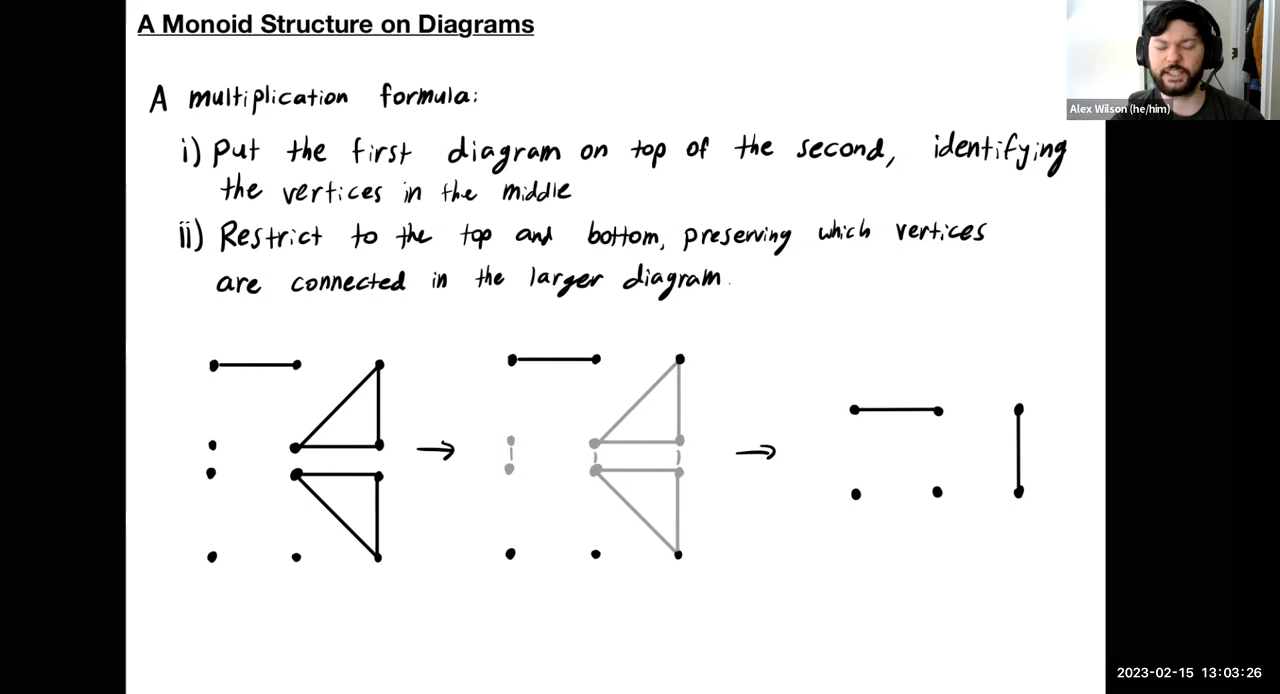 A Monoid Structure on Diagrams
Alex Wilson (he/him)
A multiplication formula:
i) Put the first diagram on top of the second, identifying
the vertices in the middle
ii) Restrict to the top and bottom, preserving which vertices
are connected in the larger diagram.
2023-02-15 13:03:26